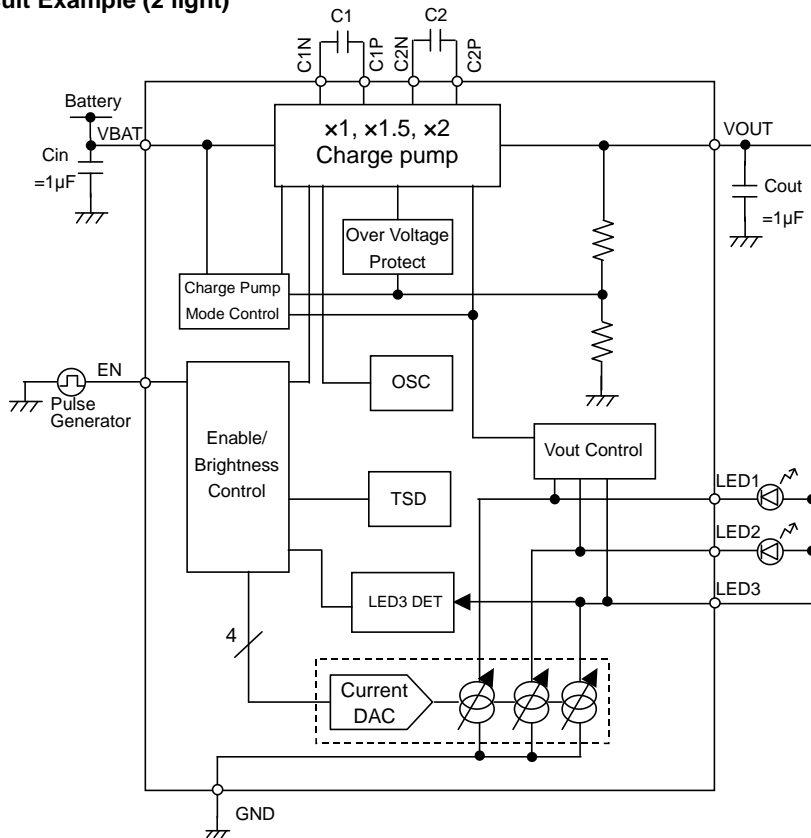 uit Example (2 light)
C1
C2
C1N
C1P
C2N
C2P
Battery
VBAT
Cin
=1µF
×1, ×1.5, ×2
Charge pump
VOUT
Cout
=1µF
Over Voltage
Protect
Charge Pump
Mode Control
EN
Pulse
Generator
OSC
Enable/
Brightness
Control
Vout Control
TSD
LED1
LED2
LED3
LED3 DET
4
Current
DAC
GND